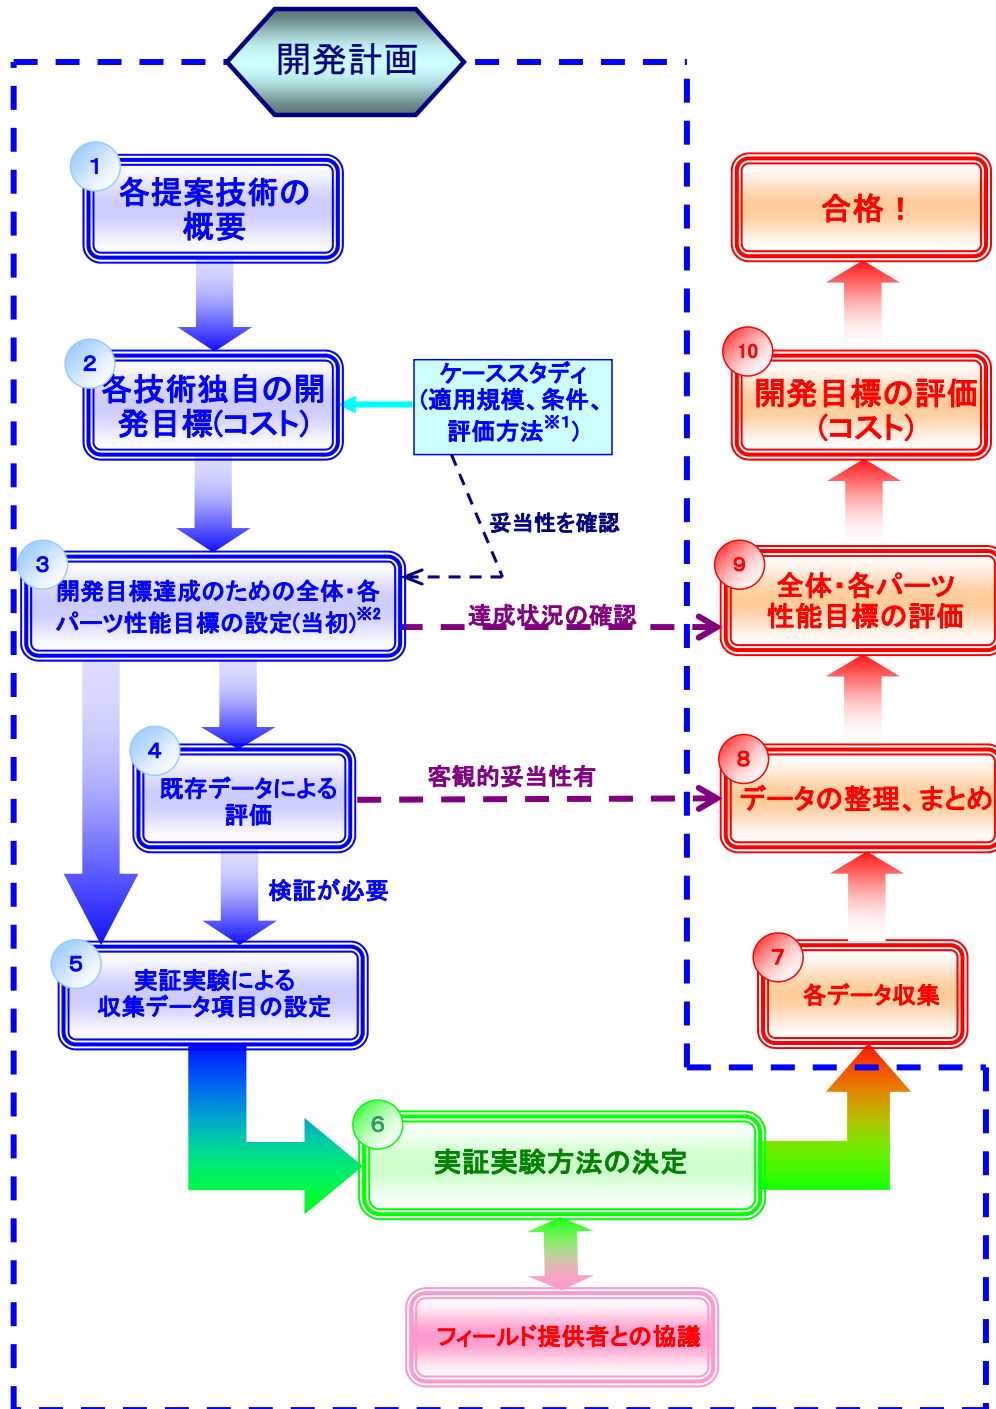 開発計画
1
各提案技術の
概要
2
各技術独自の開
発目標(コスト)
ケーススタディ
(適用規模、条件、
評価方法※1)
妥当性を確認
3
開発目標達成のための全体・各
パーツ性能目標の設定(当初)※2
達成状況の確認
4
既存データによる
評価
客観的妥当性有
検証が必要
5
実証実験による
収集データ項目の設定
6
実証実験方法の決定
フィールド提供者との協議
7
各データ収集
8
データの整理、まとめ
9
全体・各パーツ
性能目標の評価
10
開発目標の評価
(コスト)
合格！